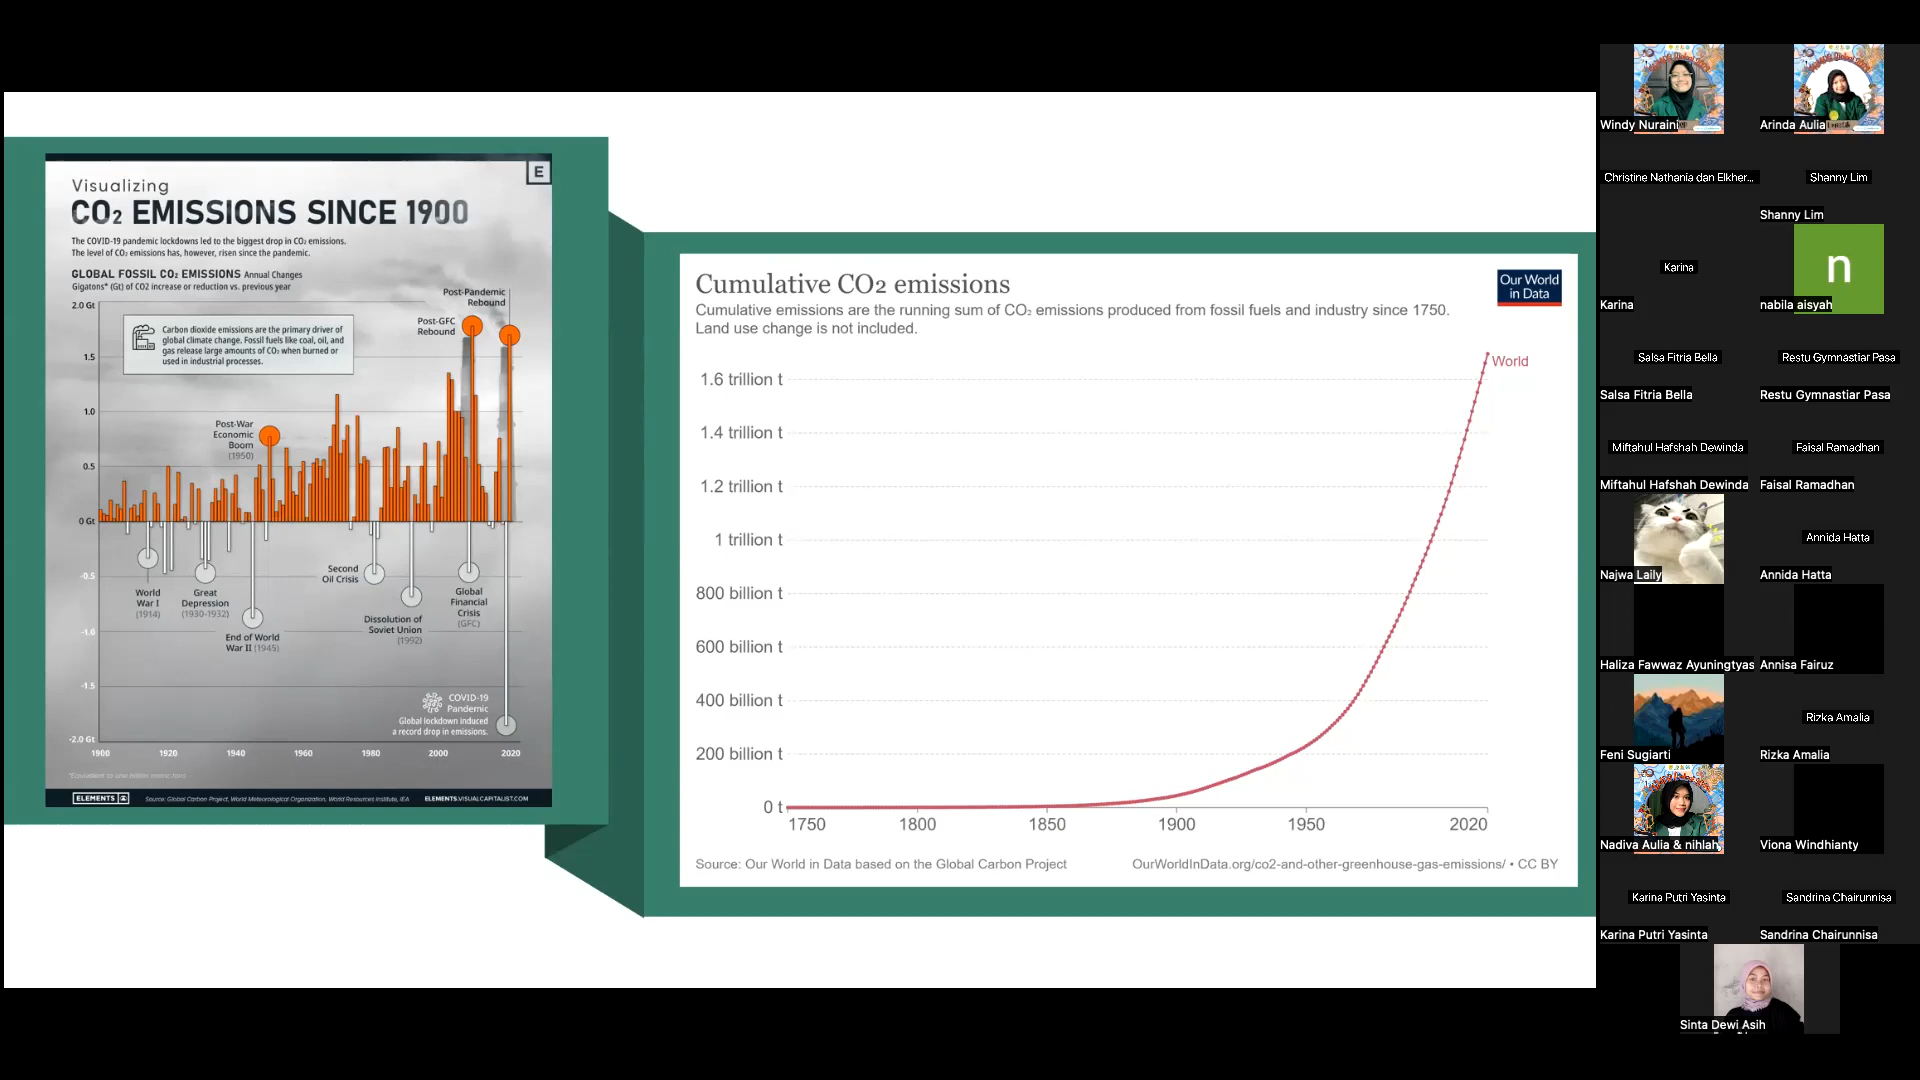 E
Visualizing
CO₂ EMISSIONS SINCE 1900
The COVID-19 pandemic lockdowns led to the biggest drop in CO₂ emissions.
The level of CO₂ emissions has, however, risen since the pandemic.
GLOBAL FOSSIL CO₂ EMISSIONS Annual Changes
Gigatons* (Gt) of CO2 increase or reduction vs. previous year
Post-Pandemic
Rebound
2.0 Gt
Carbon dioxide emissions are the primary driver of
global climate change. Fossil fuels like coal, oil, and
gas release large amounts of CO₂ when burned or
used in industrial processes.
Post-GFC
Rebound
1.5
1.0
Post-War
Economic
Boom
(1950)
0.5
0 Gt
-0.5
Second
Oil Crisis
World
War I
(1914)
Great
Depression
(1930-1932)
Global
Financial
Crisis
(GFC)
Dissolution of
Soviet Union
(1992)
-1.0
End of World
War II (1945)
-1.5
COVID-19
Pandemic
Global lockdown induced
a record drop in emissions.
-2.0 Gt
1900 1920 1940 1960 1980 2000 2020
*Equivalent to one billion metric tons
ELEMENTS E
Source: Global Carbon Project, World Meteorological Organization, World Resources Institute, IEA
ELEMENTS.VISUALCAPITALIST.COM
Cumulative CO2 emissions
Our World
in Data
Cumulative emissions are the running sum of CO₂ emissions produced from fossil fuels and industry since 1750.
Land use change is not included.
World
1.6 trillion t
1.4 trillion t
1.2 trillion t
1 trillion t
800 billion t
600 billion t
400 billion t
200 billion t
0 t
1750 1800 1850 1900 1950 2020
Source: Our World in Data based on the Global Carbon Project
OurWorldInData.org/co2-and-other-greenhouse-gas-emissions/ • CC BY
Windy Nuraini
Arinda Aulia
Christine Nathania dan Elkher...
Shanny Lim
Shanny Lim
Karina
n
Karina
nabila aisyah
Salsa Fitria Bella
Restu Gymnastiar Pasa
Salsa Fitria Bella
Restu Gymnastiar Pasa
Miftahul Hafshah Dewinda
Faisal Ramadhan
Miftahul Hafshah Dewinda
Faisal Ramadhan
Annida Hatta
Najwa Laily
Annida Hatta
Haliza Fawwaz Ayuningtyas
Annisa Fairuz
Rizka Amalia
Feni Sugiarti
Rizka Amalia
Nadiva Aulia & nihlah
Viona Windhianty
Karina Putri Yasinta
Sandrina Chairunnisa
Karina Putri Yasinta
Sandrina Chairunnisa
Sinta Dewi Asih